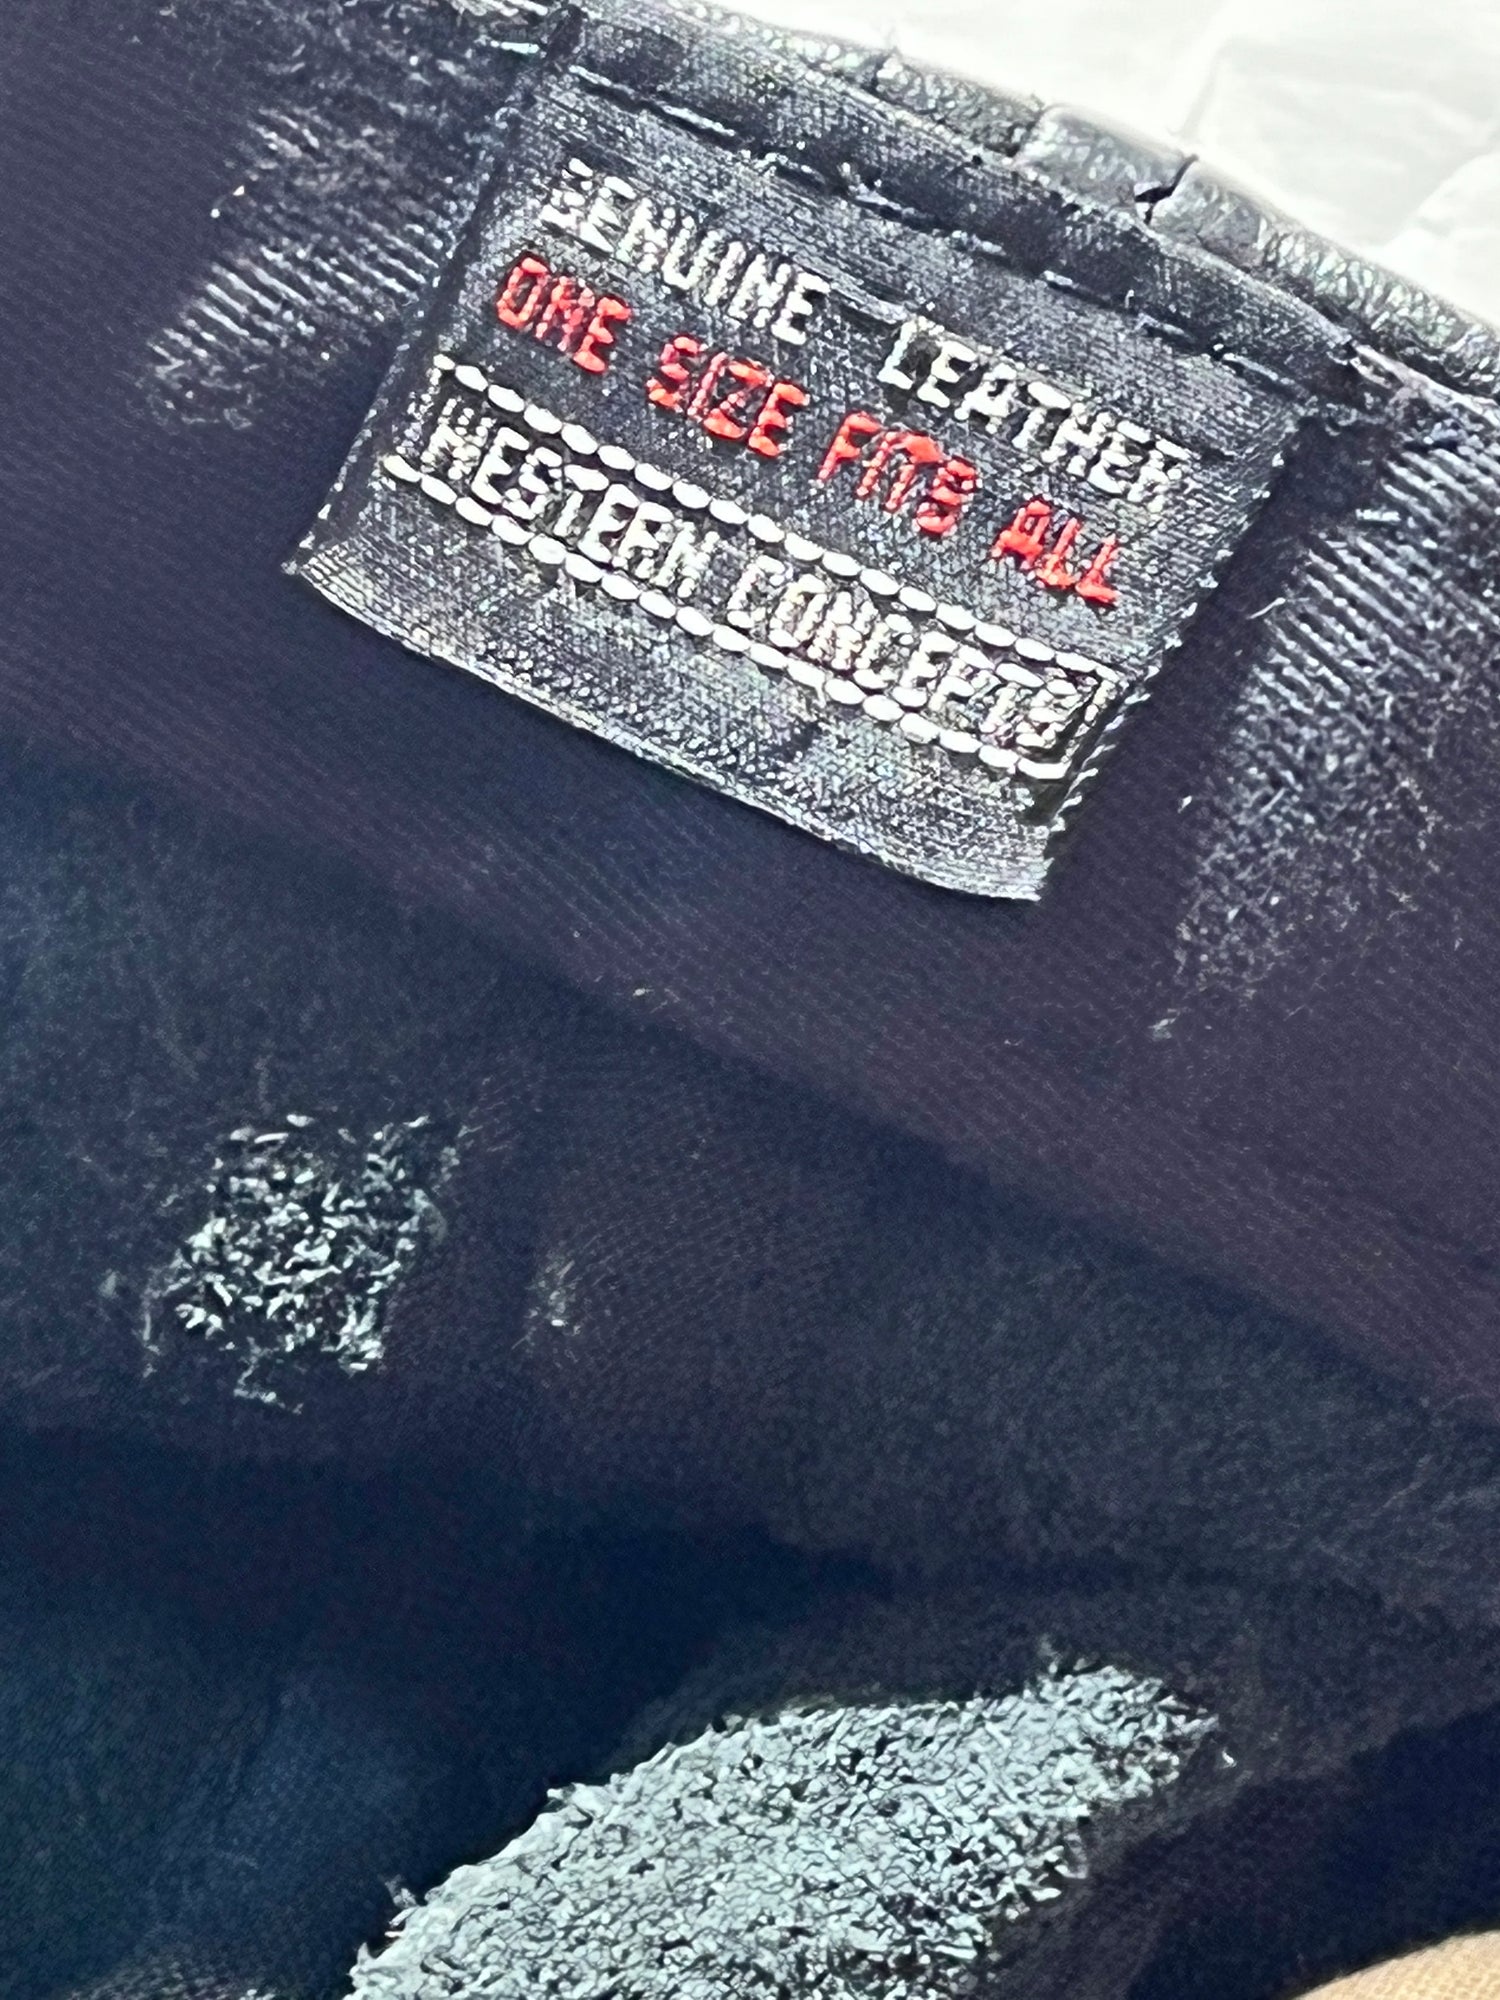 GENUINE LEATHER
ONE SIZE FITS ALL
WESTERN CONCEPTS